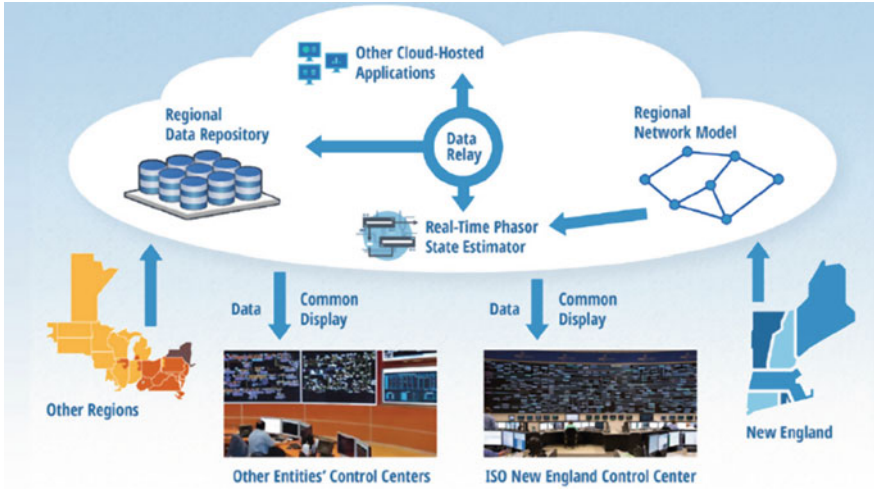 Other Cloud-Hosted
Applications
Regional
Data Repository
Data
Relay
Regional
Network Model
Real-Time Phasor
State Estimator
Data
Common
Display
Data
Common
Display
Other Regions
New England
Other Entities' Control Centers
ISO New England Control Center